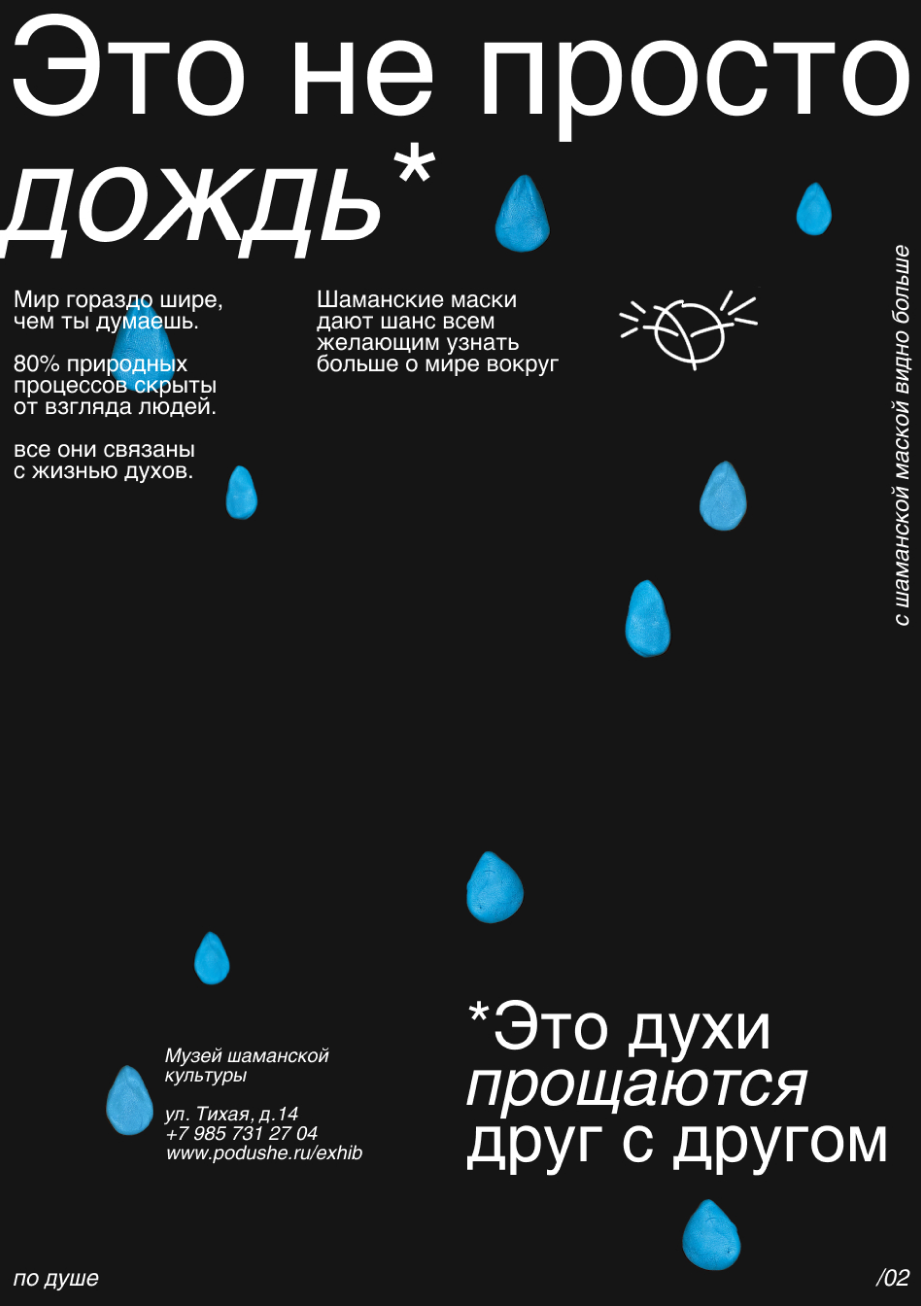 Это не просто
дождь*
Мир гораздо шире,
чем ты думаешь.
80% природных
процессов скрыты
от взгляда людей.
все они связаны
с жизнью духов.
Шаманские маски
дают шанс всем
желающим узнать
больше о мире вокруг
с шаманской маской видно больше
*Это духи
прощаются
друг с другом
Музей шаманской
культуры
ул. Тихая, д.14
+7 985 731 27 04
www.podushe.ru/exhib
по душе
/02